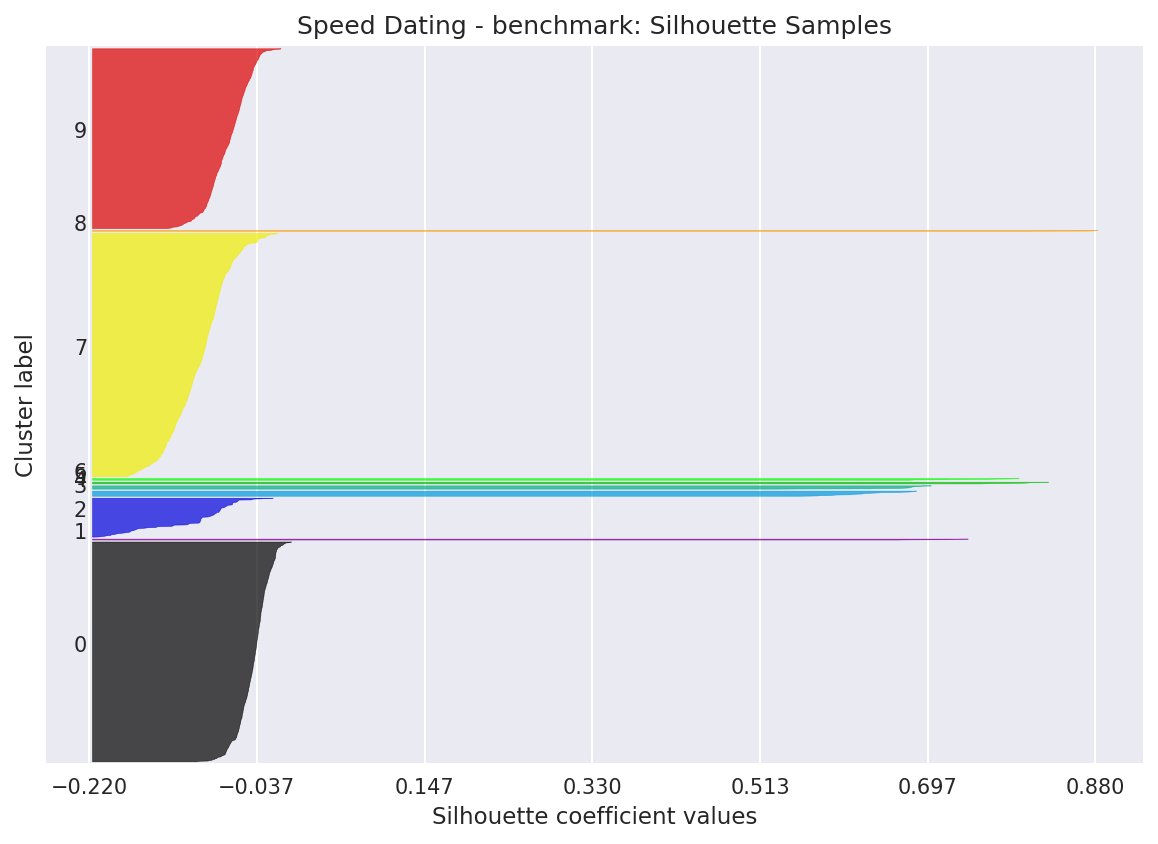 Speed Dating - benchmark: Silhouette Samples
9
8
7
6
3
2
1
0
Cluster label
−0.220 −0.037 0.147 0.330 0.513 0.697 0.880
Silhouette coefficient values